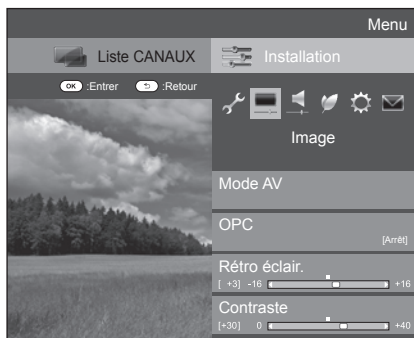 Menu
Liste CANAUX
Installation
OK :Entrer :Retour
Image
Mode AV
OPC
[Arrêt]
Rétro éclair.
[ +3] -16 +16
Contraste
[+30] 0 +40